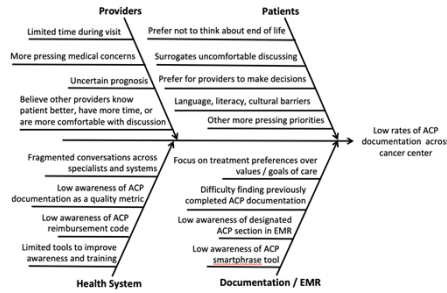 Providers
Limited time during visit
More pressing medical concerns
Uncertain prognosis
Believe other providers know
patient better, have more time, or
are more comfortable with discussion
Patients
Prefer not to think about end of life
Surrogates uncomfortable discussing
Prefer for providers to make decisions
Language, literacy, cultural barriers
Other more pressing priorities
Low rates of ACP
documentation across
cancer center
Fragmented conversations across
specialists and systems
Low awareness of ACP
documentation as a quality metric
Low awareness of ACP
reimbursement code
Limited tools to improve
awareness and training
Health System
Focus on treatment preferences over
values / goals of care
Difficulty finding previously
completed ACP documentation
Low awareness of designated
ACP section in EMR
Low awareness of ACP
smartphrase tool
Documentation / EMR